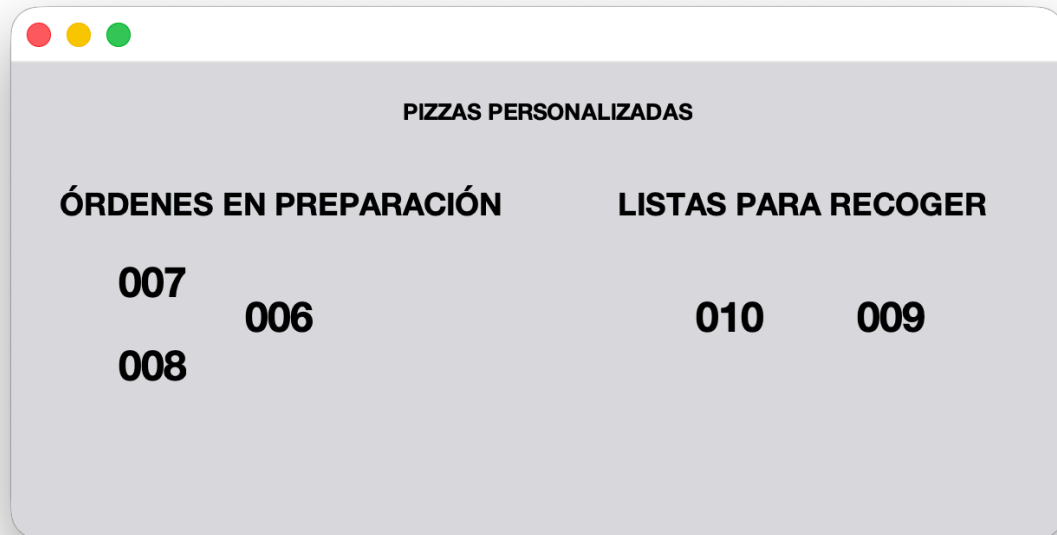 PIZZAS PERSONALIZADAS
ÓRDENES EN PREPARACIÓN
007
006
008
LISTAS PARA RECOGER
010 009